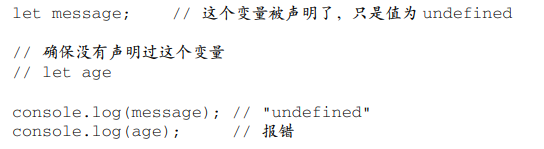 let message;    // 这个变量被声明了，只是值为 undefined
// 确保没有声明过这个变量
// let age
console.log(message); // "undefined"
console.log(age);     // 报错